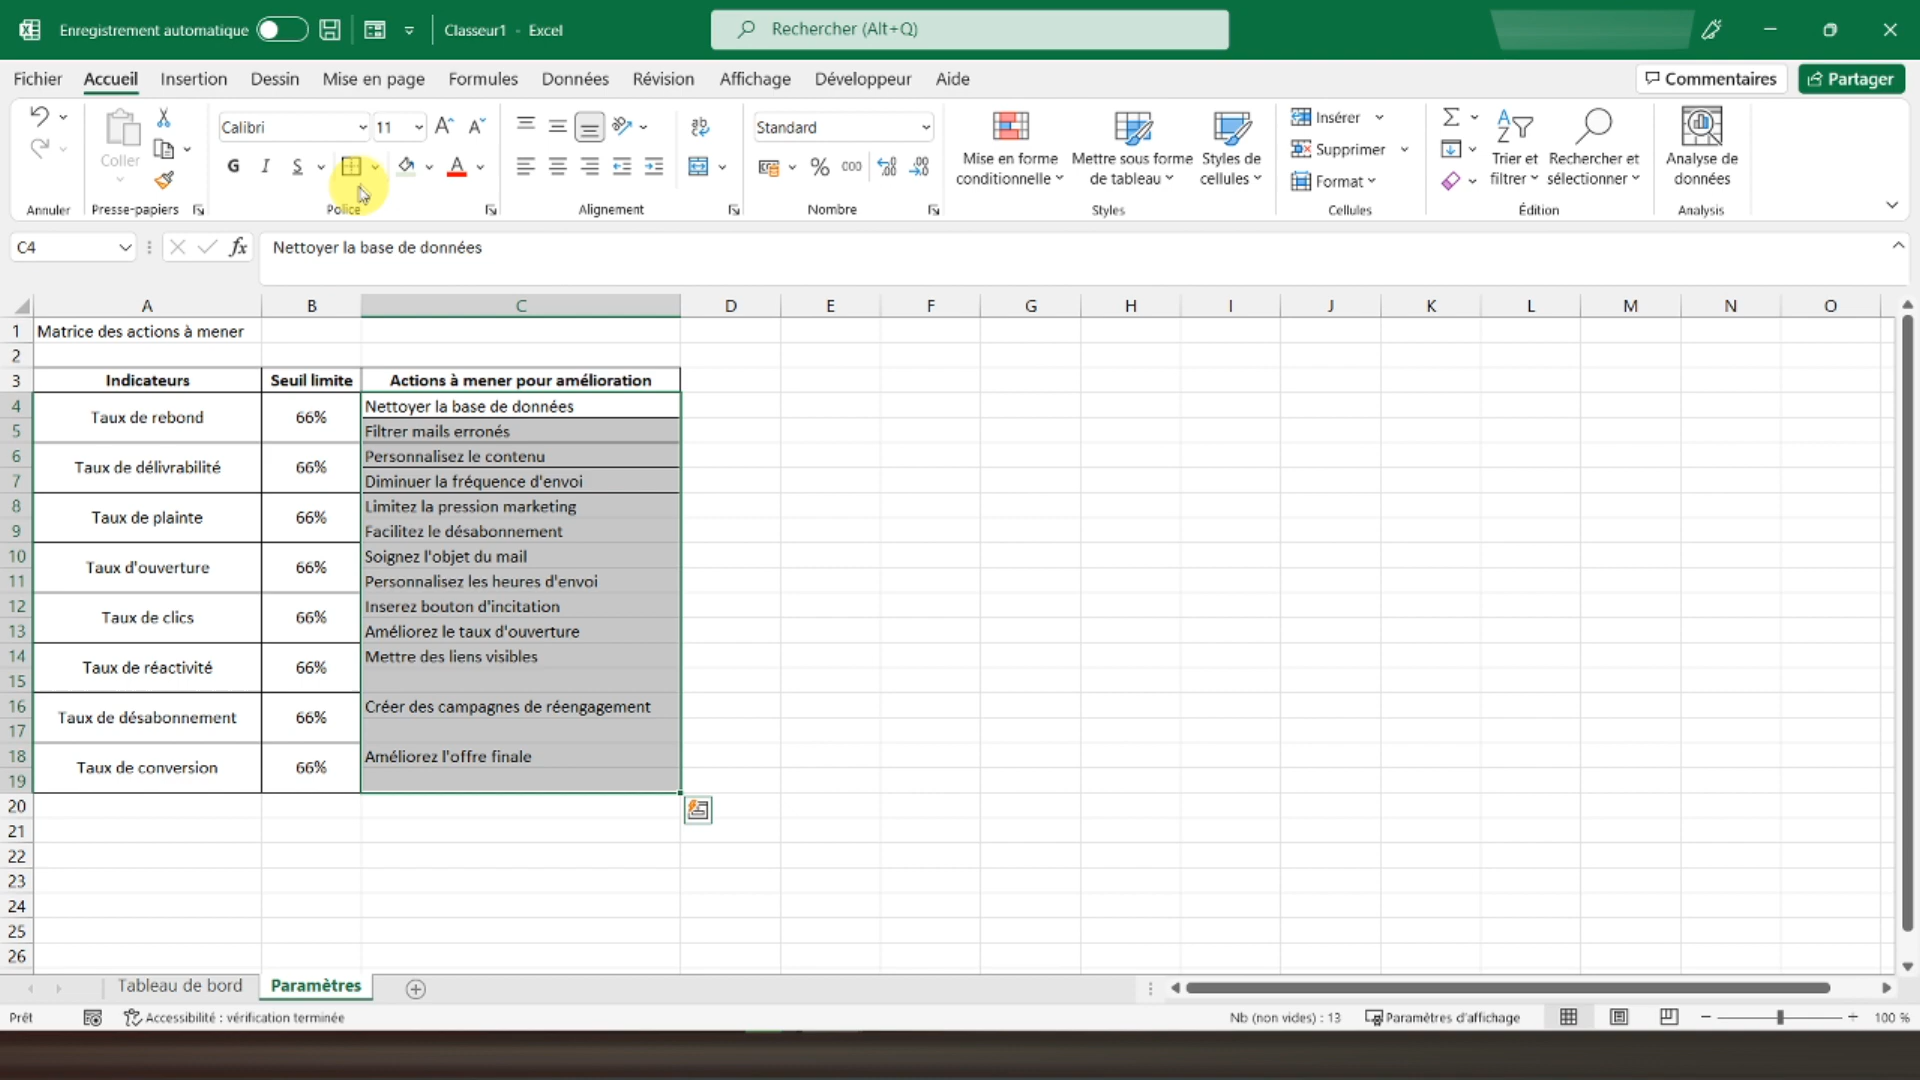 Enregistrement automatique Classeur1 - Excel Rechercher (Alt+Q)
Fichier Accueil Insertion Dessin Mise en page Formules Données Révision Affichage Développeur Aide Commentaires Partager
Calibri 11 Standard Insérer
Coller Mise en forme conditionnelle Mettre sous forme de tableau Styles de cellules Supprimer Trier et filtrer Rechercher et sélectionner Analyse de données
G I S A % 000 Format
Annuler Presse-papiers Police Alignement Nombre Styles Cellules Édition Analysis
C4 fx Nettoyer la base de données
A B C D E F G H I J K L M N O
1 Matrice des actions à mener
2
3 Indicateurs Seuil limite Actions à mener pour amélioration
4 Taux de rebond 66% Nettoyer la base de données
5 Filtrer mails erronés
6 Taux de délivrabilité 66% Personnalisez le contenu
7 Diminuer la fréquence d'envoi
8 Taux de plainte 66% Limitez la pression marketing
9 Facilitez le désabonnement
10 Taux d'ouverture 66% Soignez l'objet du mail
11 Personnalisez les heures d'envoi
12 Taux de clics 66% Inserez bouton d'incitation
13 Améliorez le taux d'ouverture
14 Taux de réactivité 66% Mettre des liens visibles
15
16 Taux de désabonnement 66% Créer des campagnes de réengagement
17
18 Taux de conversion 66% Améliorez l'offre finale
19
20
21
22
23
24
25
26
Tableau de bord Paramètres
Prêt Accessibilité : vérification terminée Nb (non vides) : 13 Paramètres d'affichage 100 %